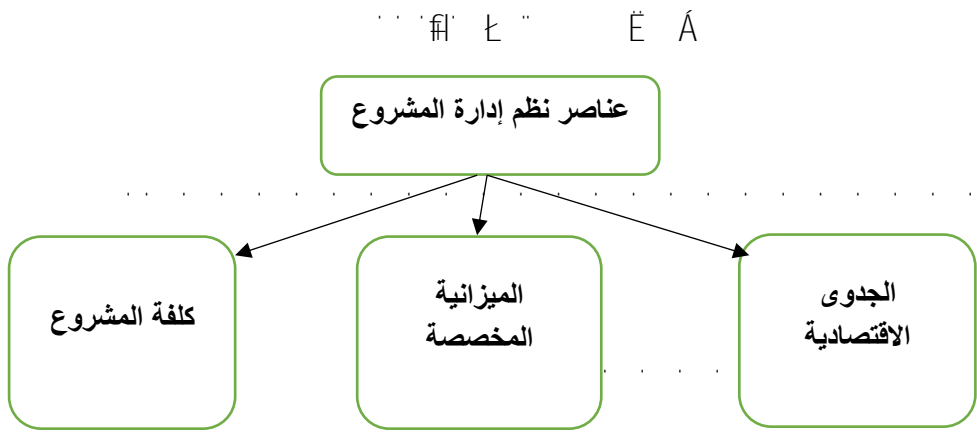 عناصر نظم إدارة المشروع
الجدوى
الاقتصادية
الميزانية
المخصصة
كلفة المشروع